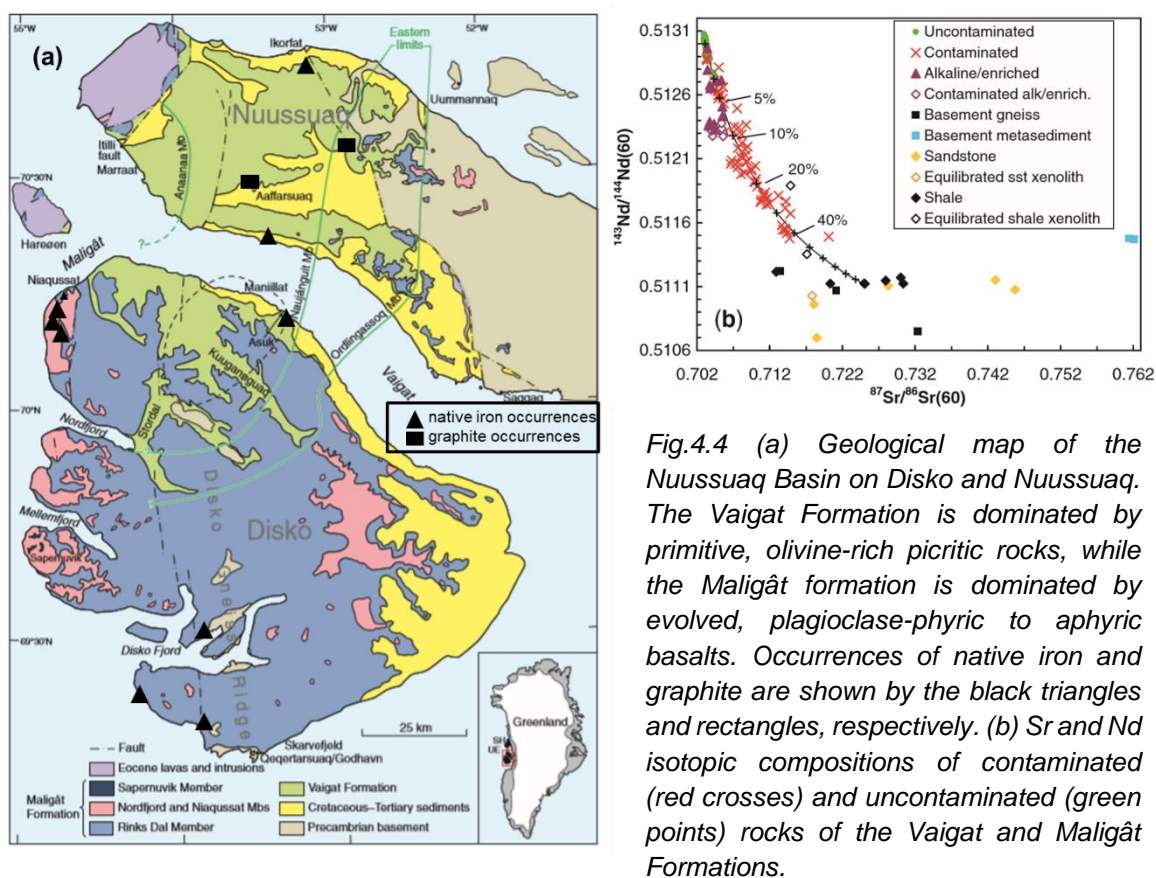 55°W
53°W
52°W
(a)
Ikorfat
Eastern
limits
Nuussuaq
Uummannaq
Itilli
fault
Marraat
Anaanaa Mb
70°30'
Aaffarsuaq
Hareøen
?
Maligât
Niaqussat
Maniillat
Naujánguit Mb
Asuk
Ordlingassoq Mb
Kuugannguaq
Vaigat
Saqqaq
70°N
Stordal
Nordfjord
native iron occurrences
graphite occurrences
Disko
Gneiss
Ridge
Disko
Mellemfjord
Sapernuvik
69°30'
Disko Fjord
25 km
Greenland
SH
UE
Skarvefjeld
Qeqertarsuaq/Godhavn
Fault
Eocene lavas and intrusions
Maligât
Formation
Sapernuvik Member
Nordfjord and Niaqussat Mbs
Rinks Dal Member
Vaigat Formation
Cretaceous–Tertiary sediments
Precambrian basement
0.5131
0.5126
0.5121
0.5116
0.5111
0.5106
143Nd/144Nd(60)
5%
10%
20%
40%
(b)
Uncontaminated
Contaminated
Alkaline/enriched
Contaminated alk/enrich.
Basement gneiss
Basement metasediment
Sandstone
Equilibrated sst xenolith
Shale
Equilibrated shale xenolith
0.702 0.712 0.722 0.732 0.742 0.752 0.762
87Sr/86Sr(60)
Fig.4.4 (a) Geological map of the
Nuussuaq Basin on Disko and Nuussuaq.
The Vaigat Formation is dominated by
primitive, olivine-rich picritic rocks, while
the Maligât formation is dominated by
evolved, plagioclase-phyric to aphyric
basalts. Occurrences of native iron and
graphite are shown by the black triangles
and rectangles, respectively. (b) Sr and Nd
isotopic compositions of contaminated
(red crosses) and uncontaminated (green
points) rocks of the Vaigat and Maligât
Formations.